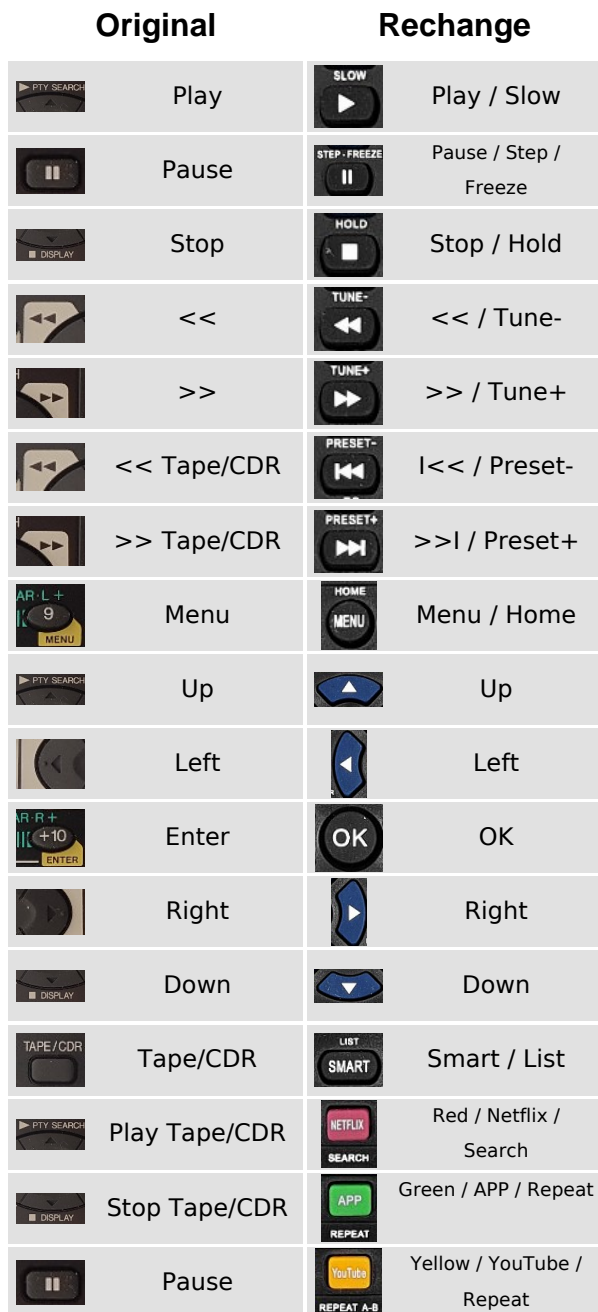 Original Rechange
PTY SEARCH Play SLOW Play / Slow
Pause STEP-FREEZE Pause / Step /
Freeze
DISPLAY Stop HOLD Stop / Hold
<< TUNE- << / Tune-
>> TUNE+ >> / Tune+
<< Tape/CDR PRESET- I<< / Preset-
>> Tape/CDR PRESET+ >>I / Preset+
AR·L + 9 MENU Menu HOME MENU Menu / Home
PTY SEARCH Up Up
Left Left
AR·R + +10 ENTER Enter OK OK
Right Right
DISPLAY Down Down
TAPE/CDR Tape/CDR LIST SMART Smart / List
PTY SEARCH Play Tape/CDR NETFLIX SEARCH Red / Netflix /
Search
DISPLAY Stop Tape/CDR APP REPEAT Green / APP / Repeat
Pause YouTube REPEAT A-B Yellow / YouTube /
Repeat